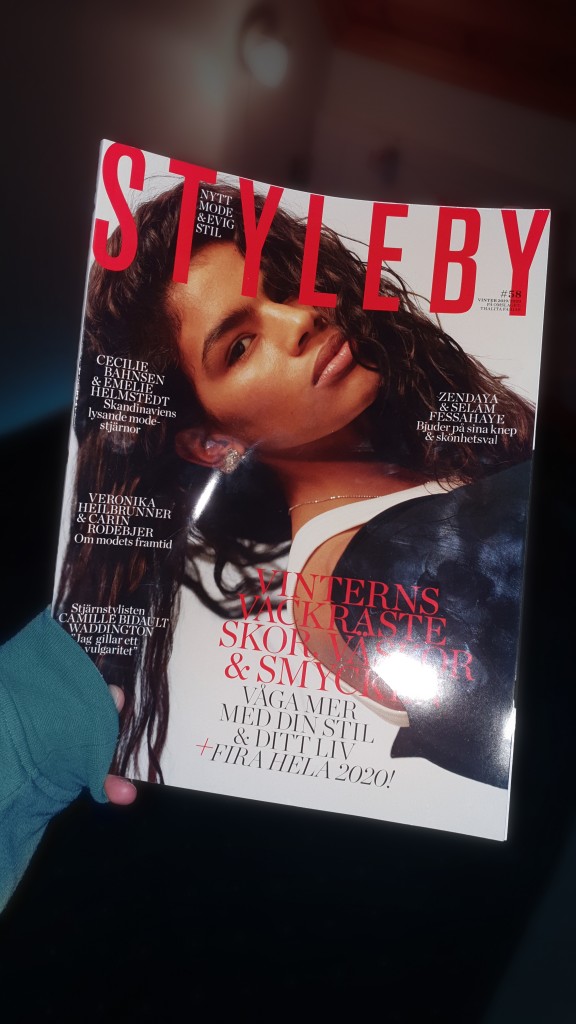 STYLEBY
NYTT
MODE
& EVIG
STIL
#58
CECILIE
BAHNSEN
& EMELIE
HELMSTEDT
Skandinaviens
lysande mode-
stjärnor
ZENDAYA
& SELAM
FESSAHAYE
Bjuder på sina knep
& skönhetsval
VERONIKA
HEILBRUNNER
& CARIN
RODEBJER
Om modets framtid
Stjärnstylisten
CAMILLE BIDAULT
WADDINGTON
"Jag gillar ett
vulgaritet"
VINTERNS
VACKRASTE
SKOR,
& 
VÅGA MER
MED DIN STIL
& DITT LIV
+FIRA HELA 2020!